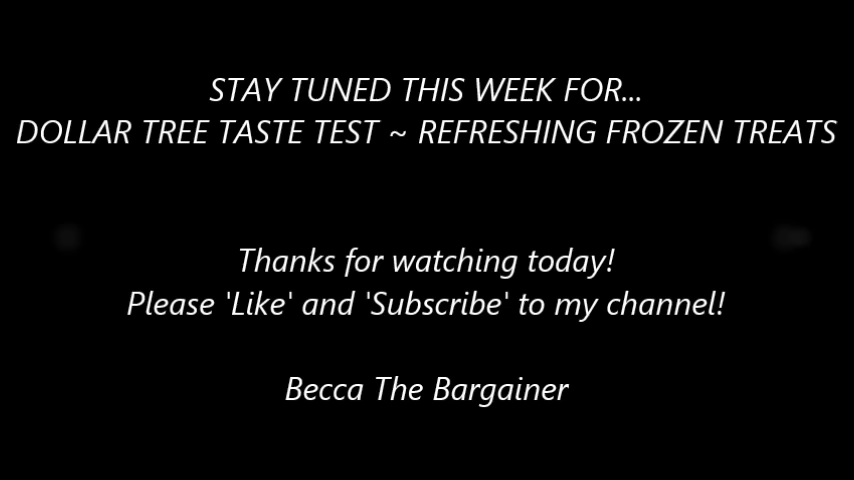 STAY TUNED THIS WEEK FOR...
DOLLAR TREE TASTE TEST ~ REFRESHING FROZEN TREATS
Thanks for watching today!
Please 'Like' and 'Subscribe' to my channel!
Becca The Bargainer